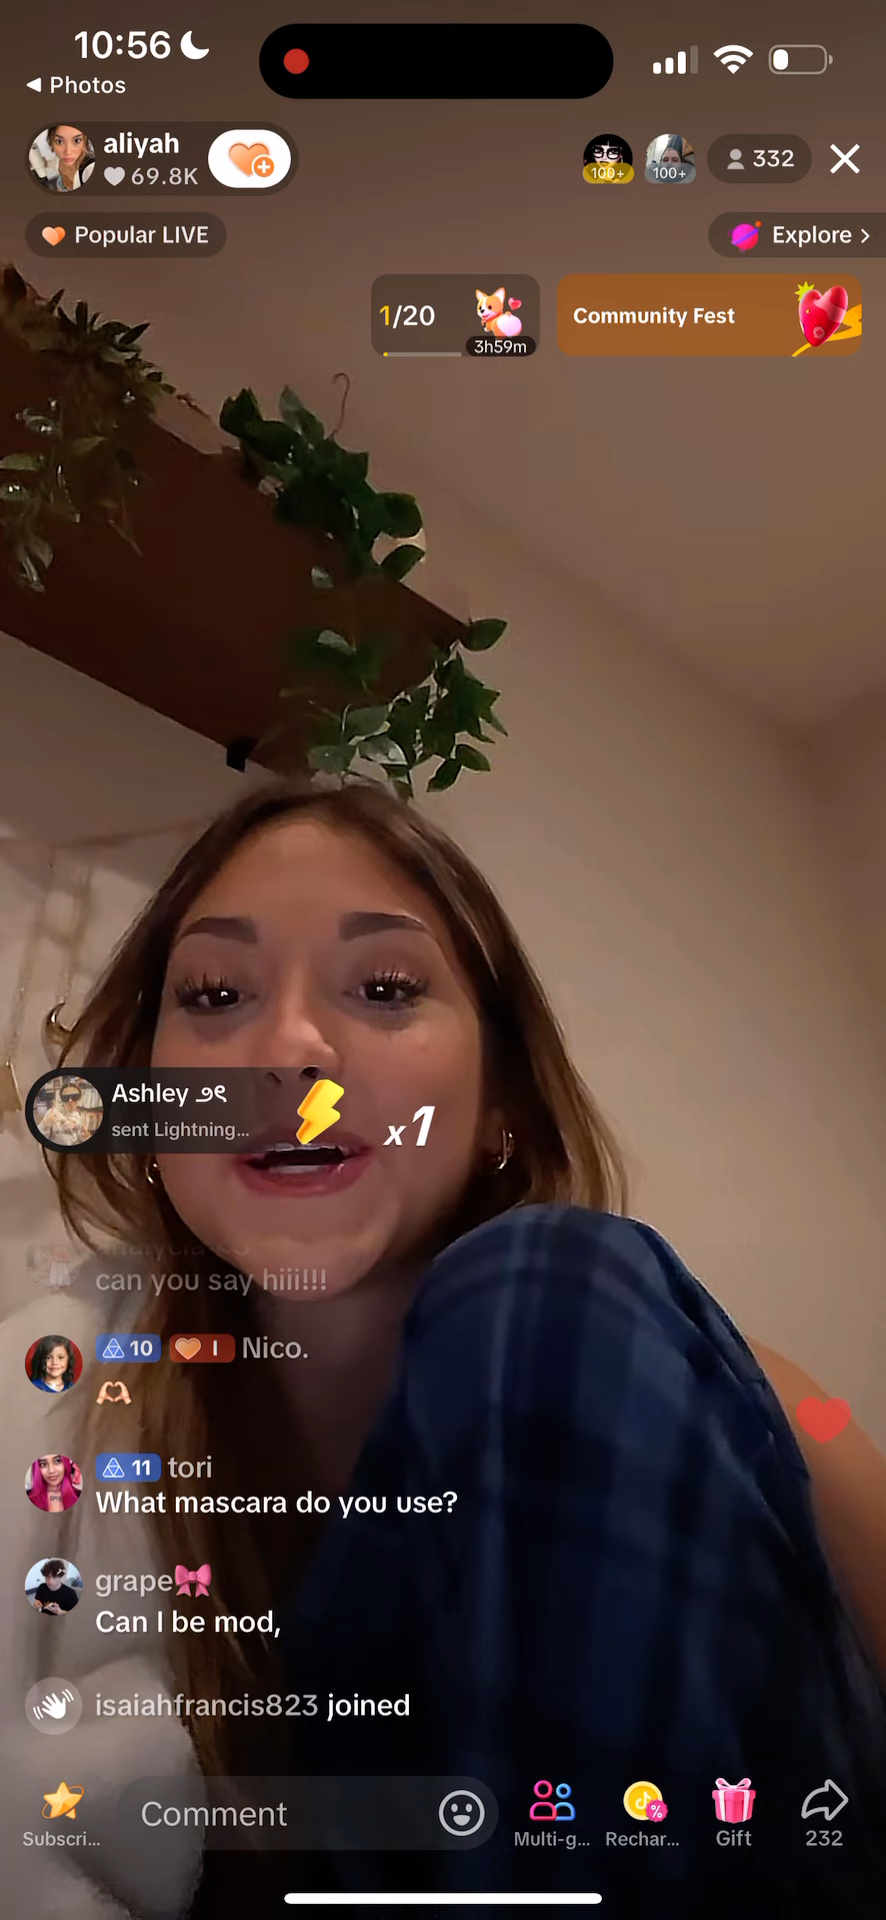 10:56
Photos
aliyah
69.8K
100+
100+
332
Popular LIVE
Explore >
1/20
3h59m
Community Fest
Ashley ౨ৎ
sent Lightning...
x1
can you say hiii!!!
10 I Nico.
🫶🏼
11 tori
What mascara do you use?
grape🎀
Can I be mod,
isaiahfrancis823 joined
Subscri...
Comment
Multi-g...
Rechar...
Gift
232